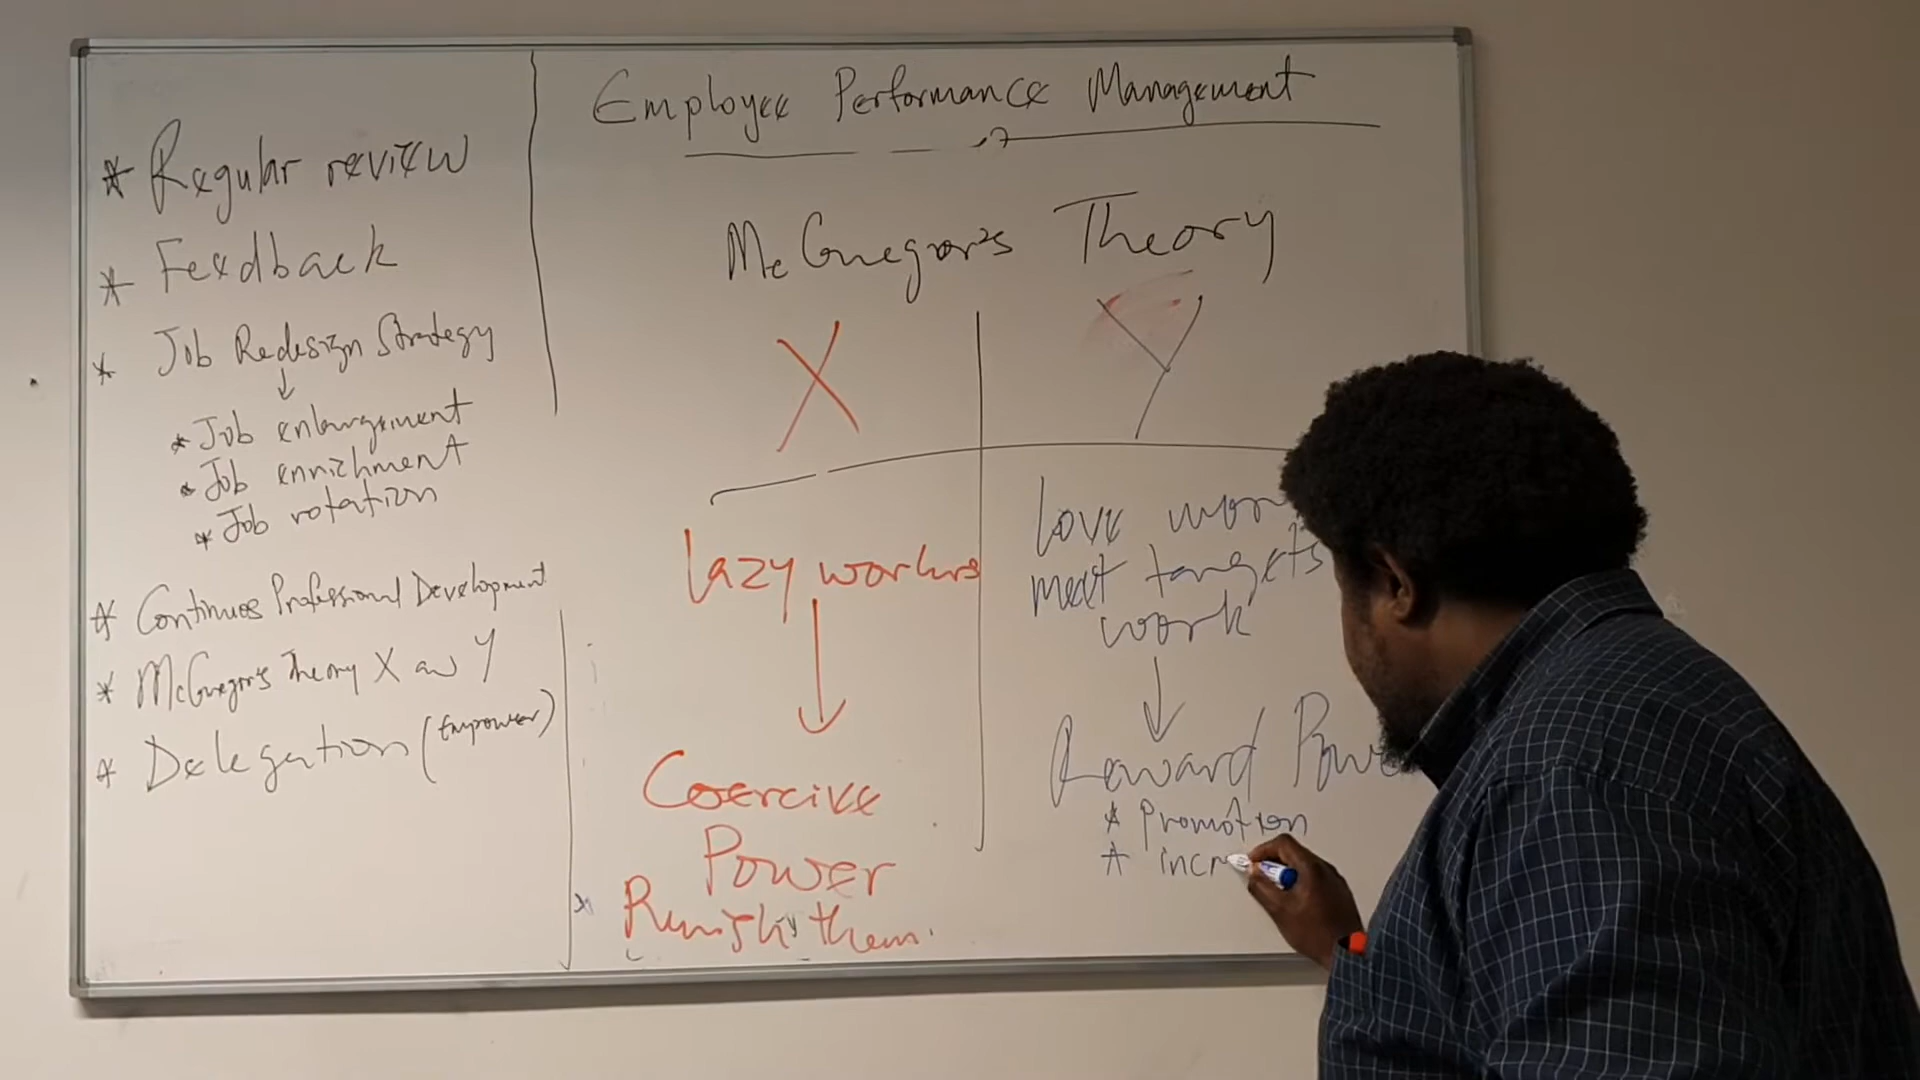 * Regular review
* Feedback
* Job Redesign Strategy
↓
* Job enlargement
* Job enrichment
* Job rotation
* Continues Professional Development
* McGregor's Theory X and Y
* Delegation (Empower)
Employee Performance Management
McGregor's Theory
X
Y
lazy workers
↓
Coercive
Power
* Punish them.
love work
meet targets
work
↓
Reward Power
* Promotion
* incr